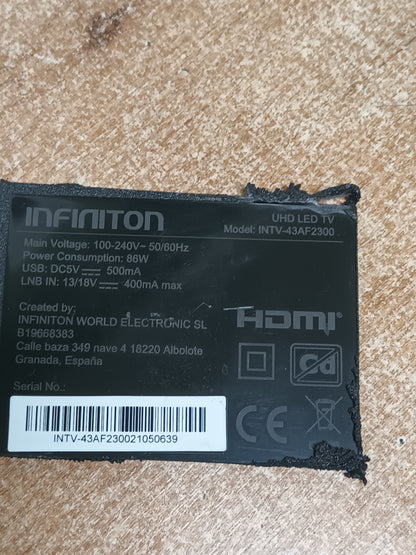 INFINITON
UHD LED TV
Model: INTV-43AF2300
Main Voltage: 100-240V~ 50/60Hz
Power Consumption: 86W
USB: DC5V 500mA
LNB IN: 13/18V 400mA max
Created by:
INFINITON WORLD ELECTRONIC SL
B19668383
Calle baza 349 nave 4 18220 Albolote
Granada, España
HDMI
Cd
CE
Serial No.:
INTV-43AF230021050639